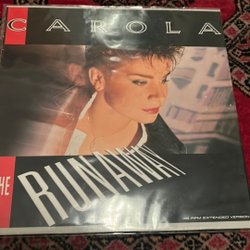 CAROLA
THE
RUNAWAY
45 RPM EXTENDED VERSION